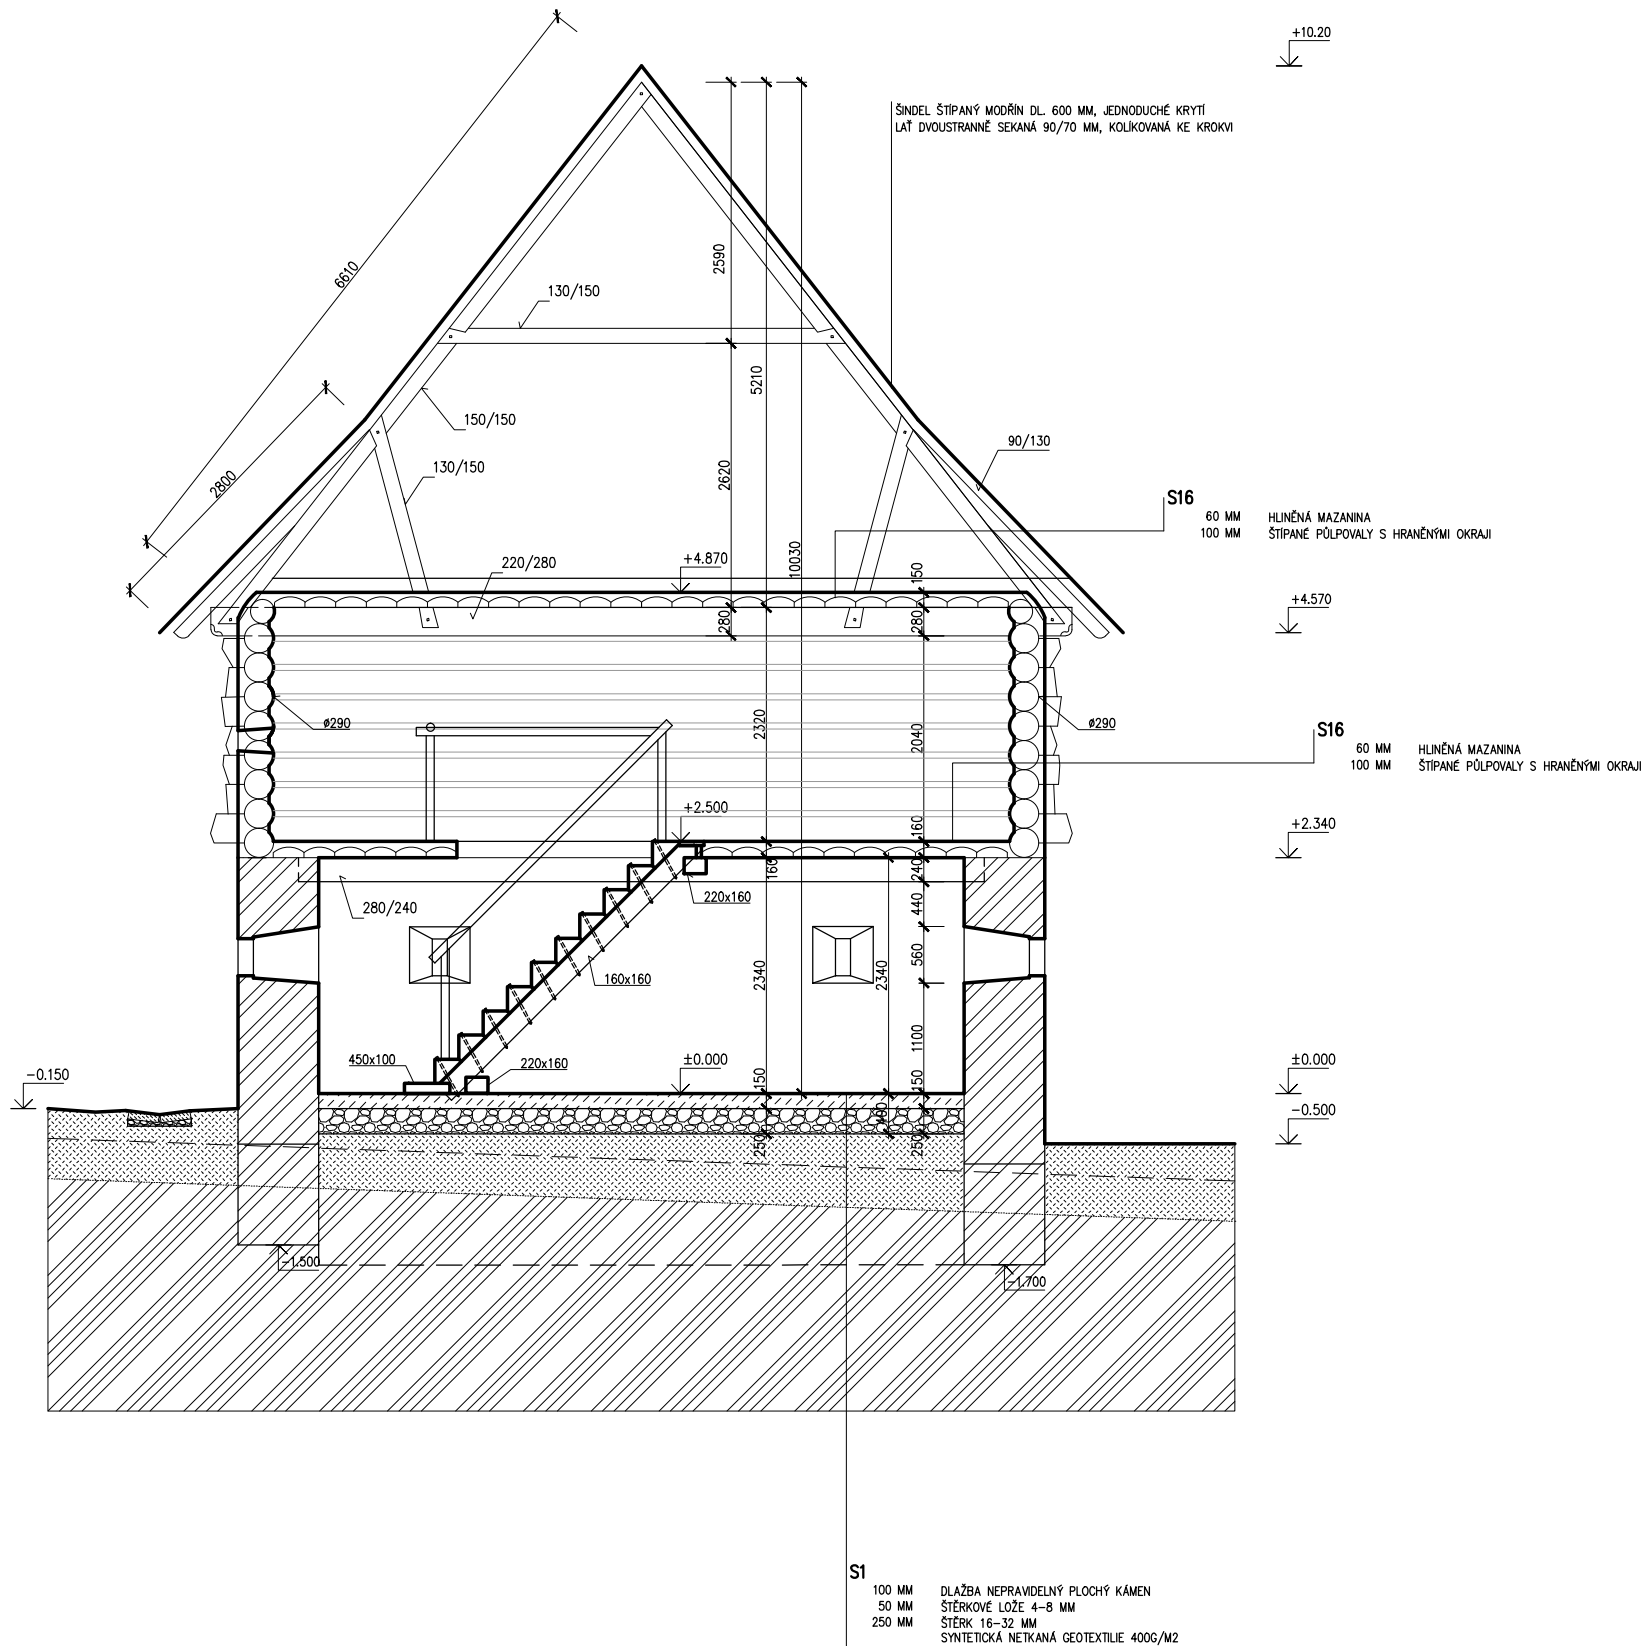 +10.20
ŠINDEL ŠTÍPANÝ MODŘÍN DL. 600 MM, JEDNODUCHÉ KRYTÍ
LAŤ DVOUSTRANNĚ SEKANÁ 90/70 MM, KOLÍKOVANÁ KE KROKVI
6610
2590
130/150
5210
150/150
90/130
130/150
2800
2620
S16
60 MM HLINĚNÁ MAZANINA
100 MM ŠTÍPANÉ PŮLPOVALY S HRANĚNÝMI OKRAJI
10030
220/280
+4.870
150
+4.570
280
280
ø290
2320
2040
ø290
S16
60 MM HLINĚNÁ MAZANINA
100 MM ŠTÍPANÉ PŮLPOVALY S HRANĚNÝMI OKRAJI
+2.500
160
+2.340
160
240
280/240
220x160
440
160x160
2340
2340
560
1100
450x100
220x160
±0.000
±0.000
-0.150
150
150
-0.500
400
250
250
-1.500
-1.700
S1
100 MM DLAŽBA NEPRAVIDELNÝ PLOCHÝ KÁMEN
50 MM ŠTĚRKOVÉ LOŽE 4-8 MM
250 MM ŠTĚRK 16-32 MM
SYNTETICKÁ NETKANÁ GEOTEXTILIE 400G/M2